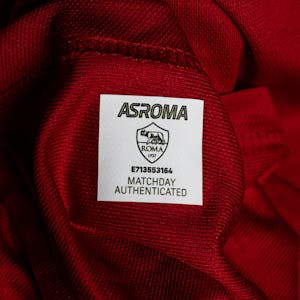 ASROMA
ROMA
1927
E713553164
MATCHDAY
AUTHENTICATED